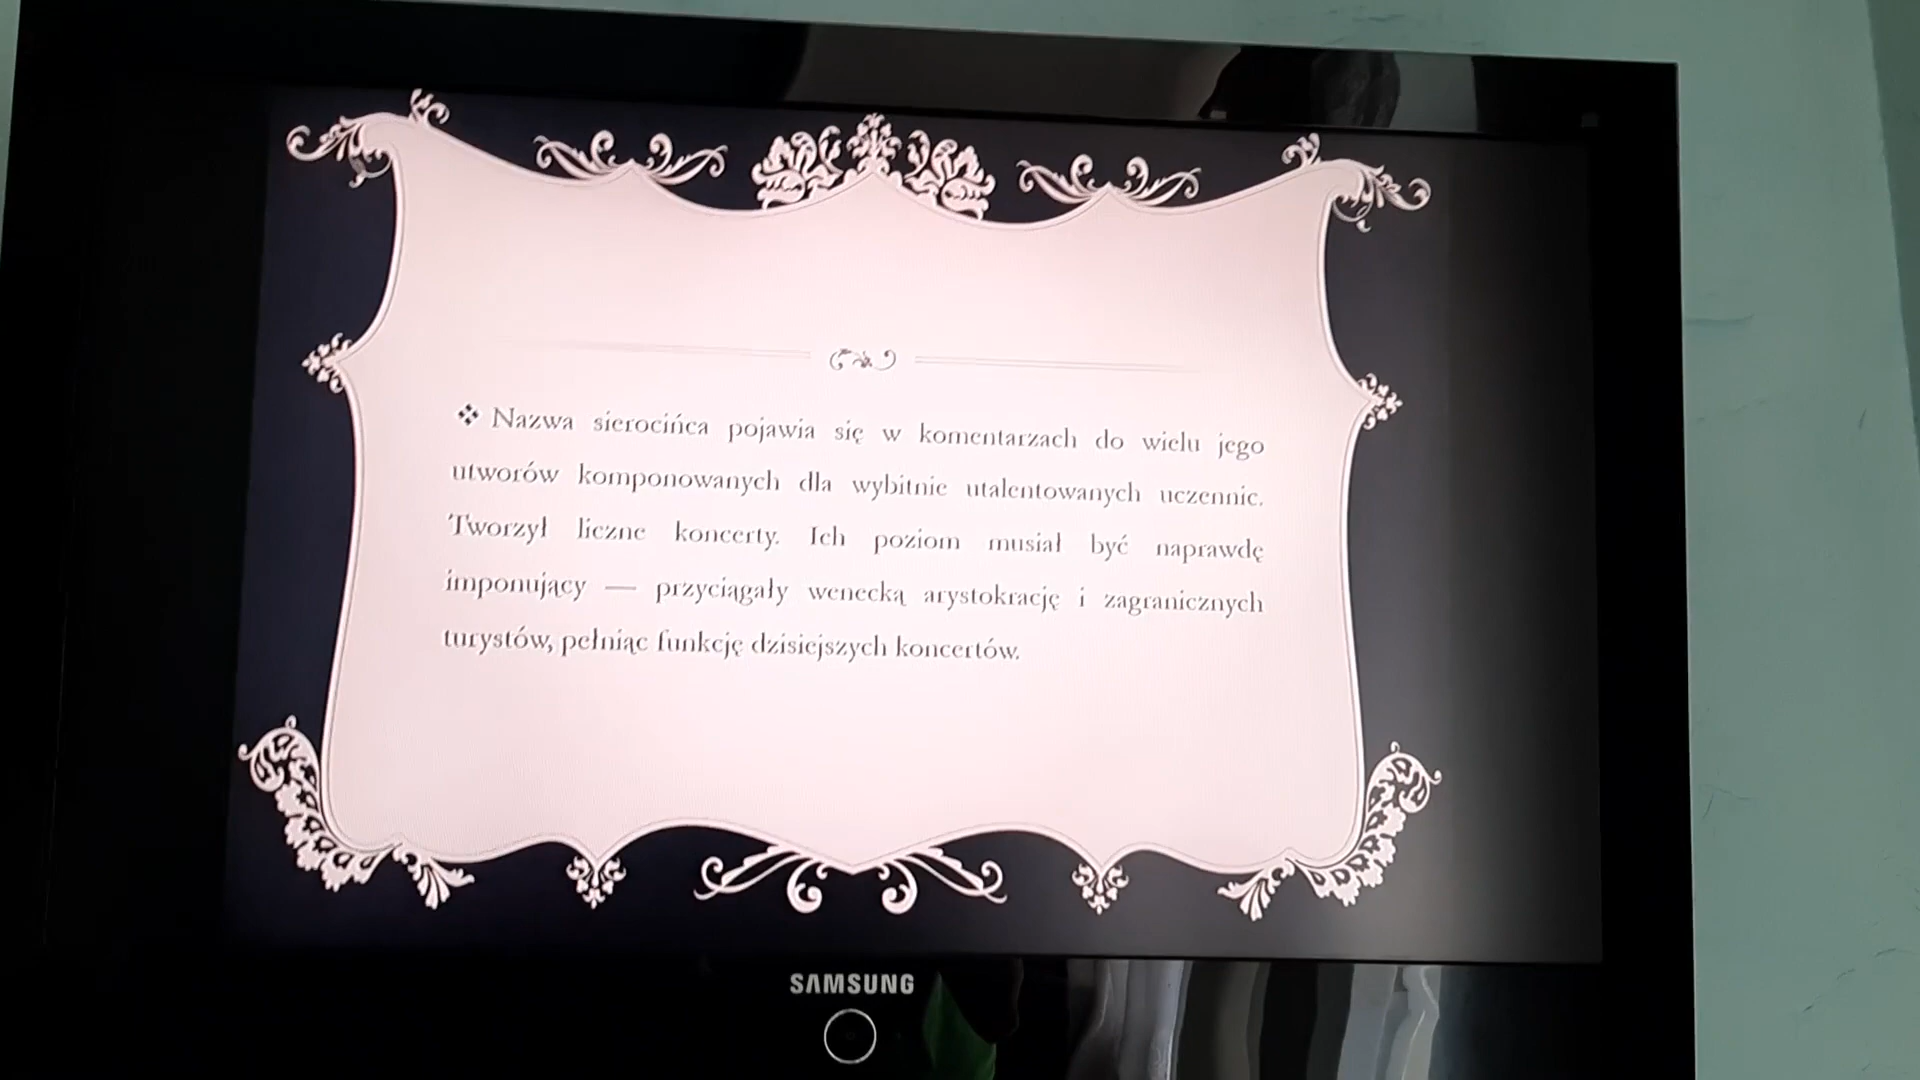 ❖ Nazwa sierocińca pojawia się w komentarzach do wielu jego
utworów komponowanych dla wybitnie utalentowanych uczennic.
Tworzył liczne koncerty. Ich poziom musiał być naprawdę
imponujący — przyciągały wenecką arystokrację i zagranicznych
turystów, pełniąc funkcję dzisiejszych koncertów.
SAMSUNG